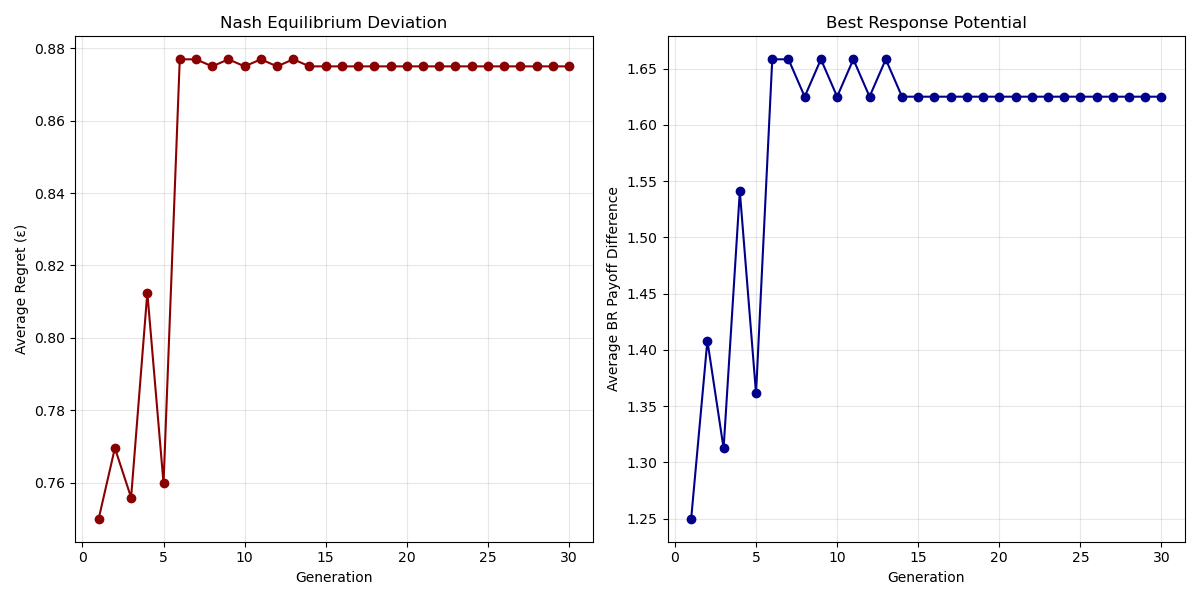 Nash Equilibrium Deviation
Average Regret (ε)
0.88
0.86
0.84
0.82
0.80
0.78
0.76
0 5 10 15 20 25 30
Generation
Best Response Potential
Average BR Payoff Difference
1.65
1.60
1.55
1.50
1.45
1.40
1.35
1.30
1.25
0 5 10 15 20 25 30
Generation